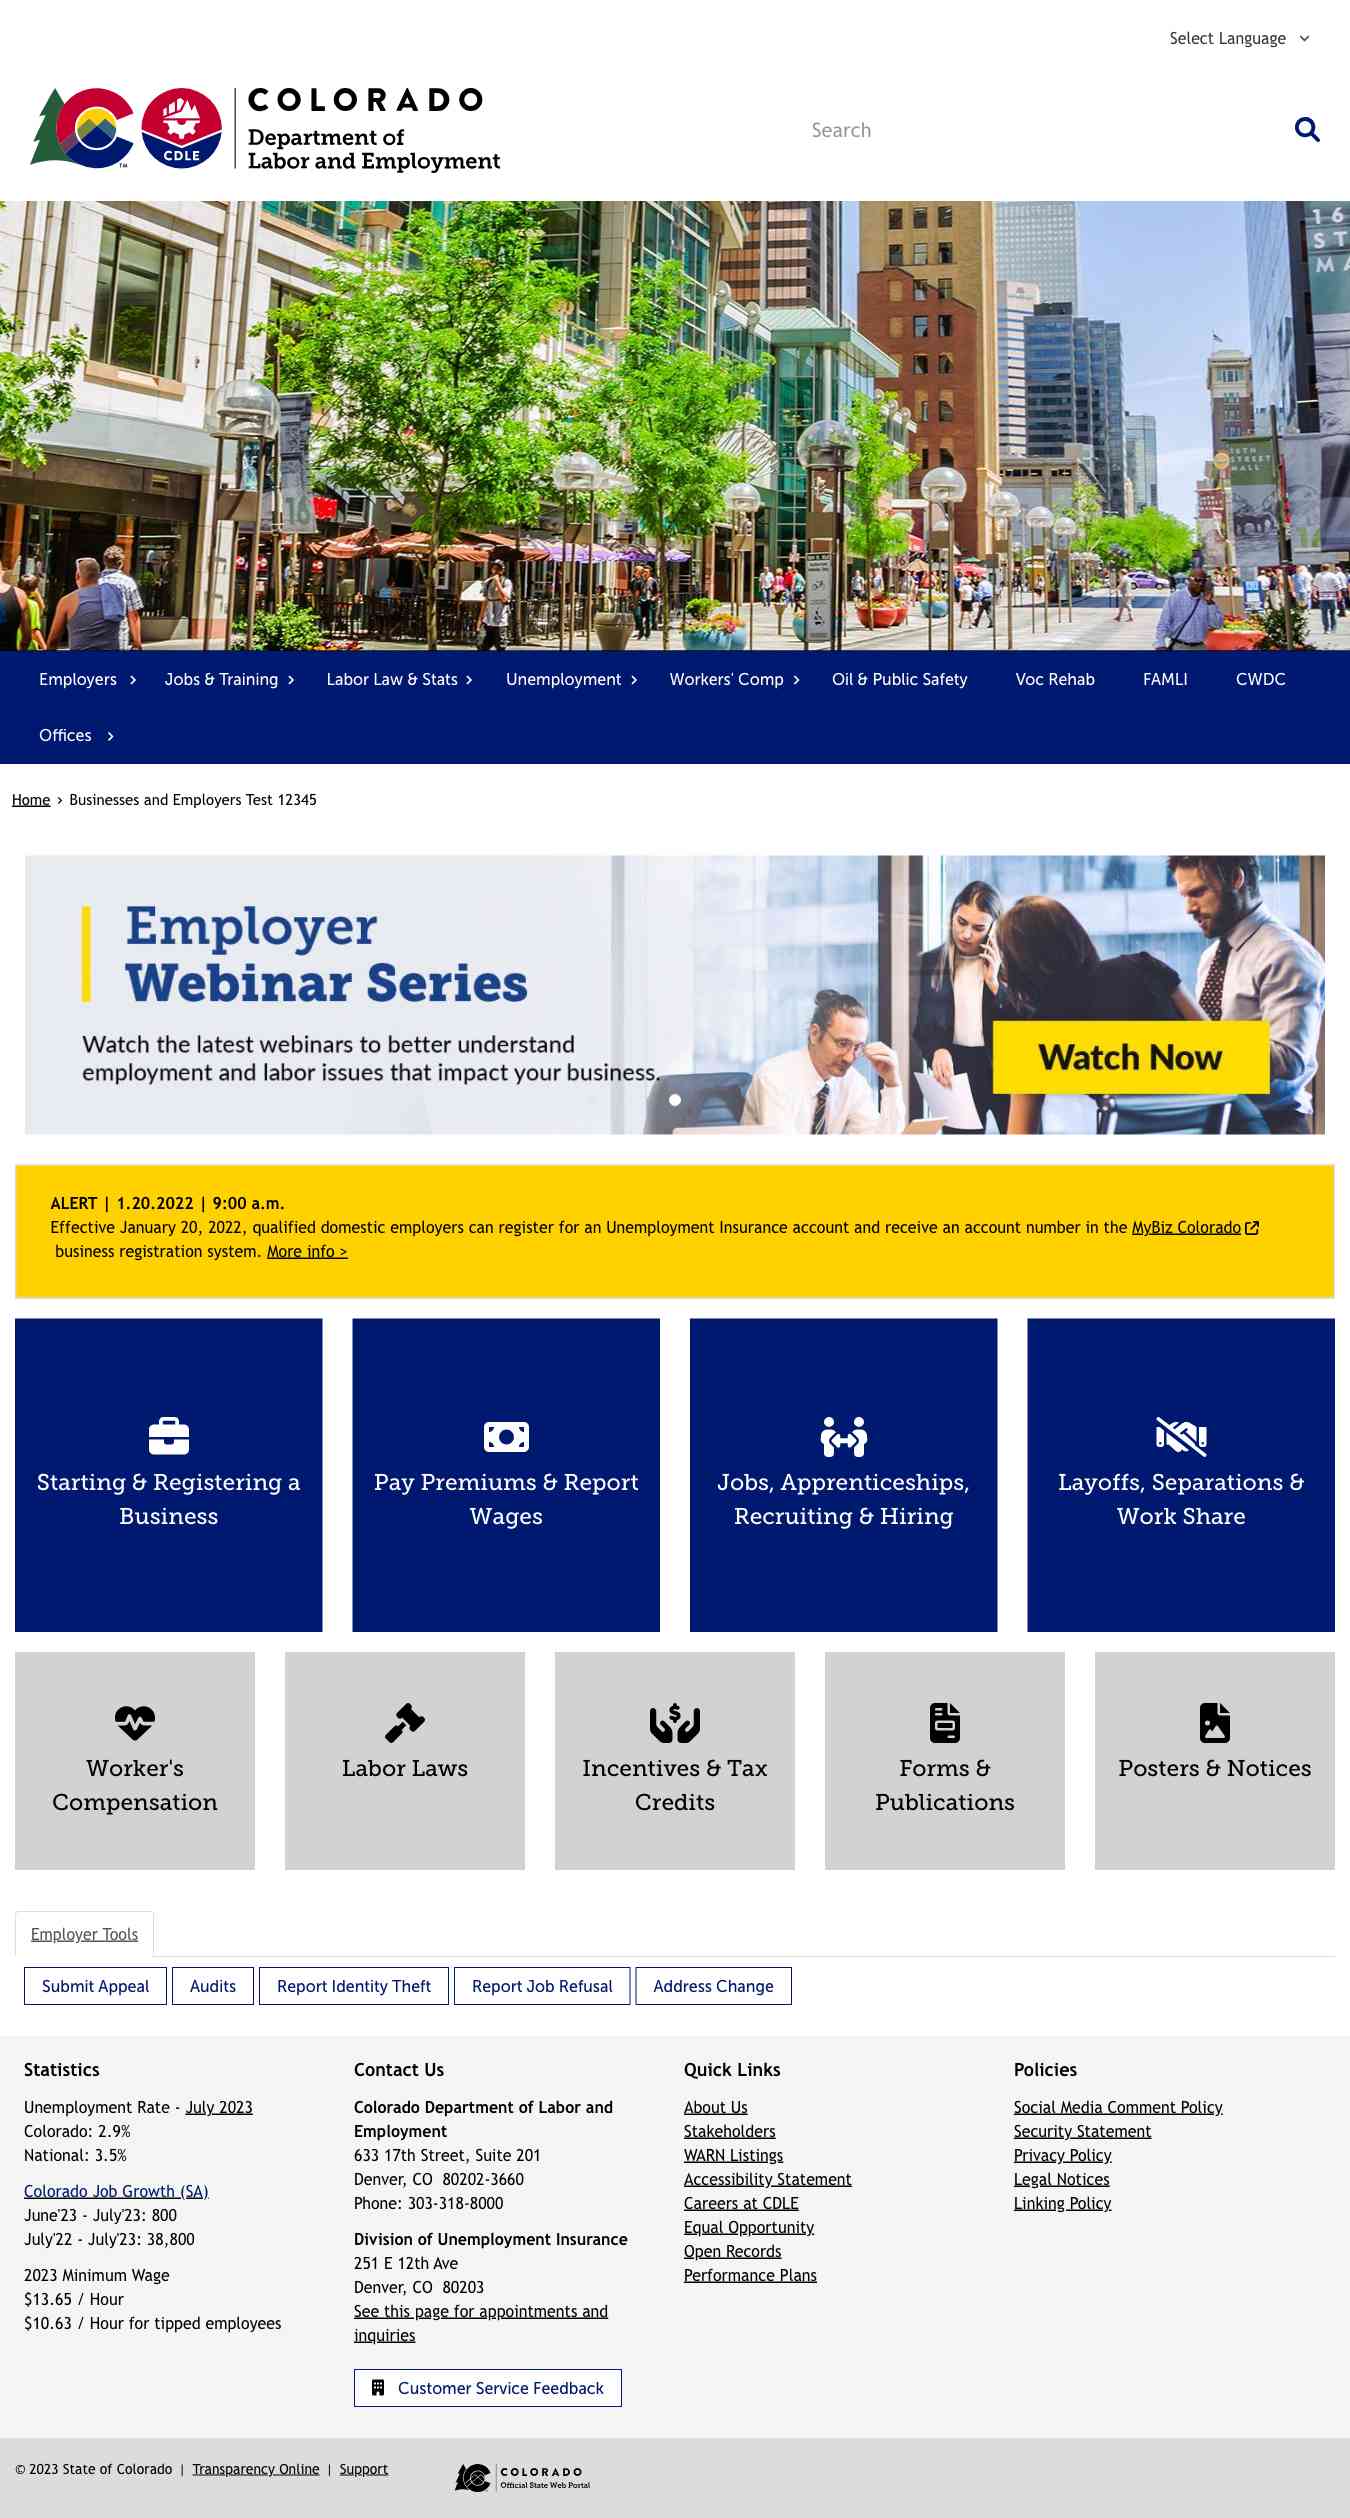 Select Language
COLORADO
Department of
Labor and Employment
CDLE
TM
Search
16
ST
MA
16
16TH
STREET
MALL
Employers Jobs & Training Labor Law & Stats Unemployment Workers' Comp Oil & Public Safety Voc Rehab FAMLI CWDC
Offices
Home > Businesses and Employers Test 12345
Employer
Webinar Series
Watch the latest webinars to better understand
employment and labor issues that impact your business.
Watch Now
ALERT | 1.20.2022 | 9:00 a.m.
Effective January 20, 2022, qualified domestic employers can register for an Unemployment Insurance account and receive an account number in the MyBiz Colorado
business registration system. More info >
Starting & Registering a
Business
Pay Premiums & Report
Wages
Jobs, Apprenticeships,
Recruiting & Hiring
Layoffs, Separations &
Work Share
Worker's
Compensation
Labor Laws
Incentives & Tax
Credits
Forms &
Publications
Posters & Notices
Employer Tools
Submit Appeal Audits Report Identity Theft Report Job Refusal Address Change
Statistics
Unemployment Rate - July 2023
Colorado: 2.9%
National: 3.5%
Colorado Job Growth (SA)
June'23 - July'23: 800
July'22 - July'23: 38,800
2023 Minimum Wage
$13.65 / Hour
$10.63 / Hour for tipped employees
Contact Us
Colorado Department of Labor and
Employment
633 17th Street, Suite 201
Denver, CO 80202-3660
Phone: 303-318-8000
Division of Unemployment Insurance
251 E 12th Ave
Denver, CO 80203
See this page for appointments and
inquiries
Customer Service Feedback
Quick Links
About Us
Stakeholders
WARN Listings
Accessibility Statement
Careers at CDLE
Equal Opportunity
Open Records
Performance Plans
Policies
Social Media Comment Policy
Security Statement
Privacy Policy
Legal Notices
Linking Policy
© 2023 State of Colorado | Transparency Online | Support
COLORADO
Official State Web Portal